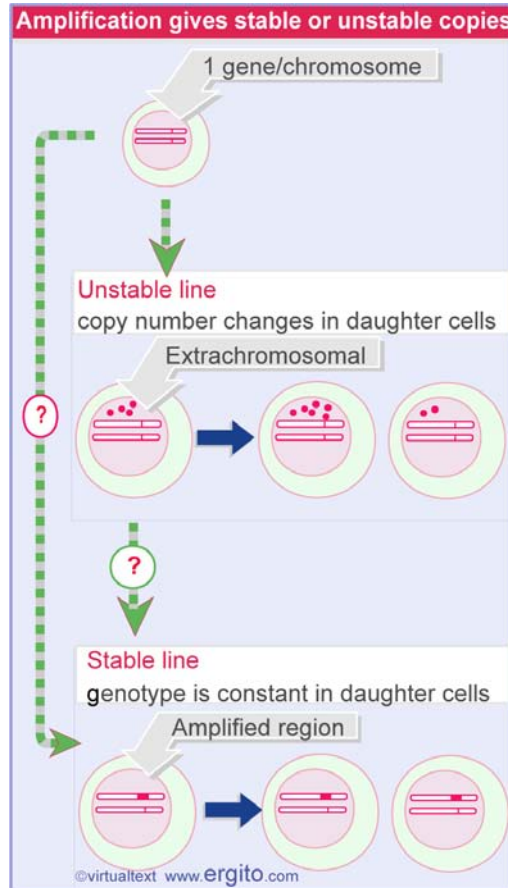 Amplification gives stable or unstable copies
1 gene/chromosome
Unstable line
copy number changes in daughter cells
Extrachromosomal
?
?
Stable line
genotype is constant in daughter cells
Amplified region
©virtualtext www.ergito.com